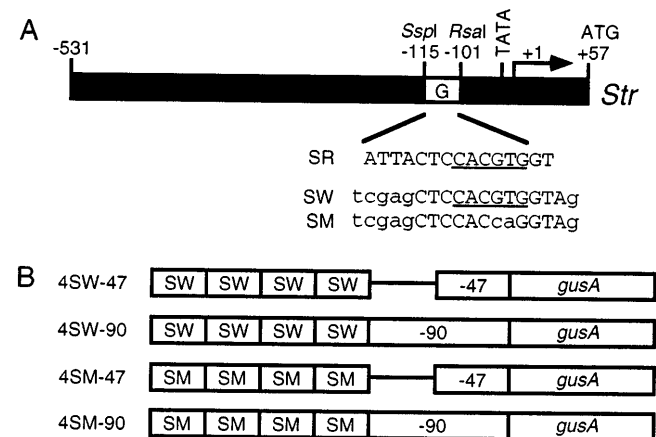 A
-531
SspI RsaI TATA ATG
-115 -101 +1 +57
G
Str
SR ATTACTCCACGTGGT
SW tcgagCTCCACGTGGTAg
SM tcgagCTCCACcaGGTAg
B
4SW-47 SW SW SW SW -47 gusA
4SW-90 SW SW SW SW -90 gusA
4SM-47 SM SM SM SM -47 gusA
4SM-90 SM SM SM SM -90 gusA